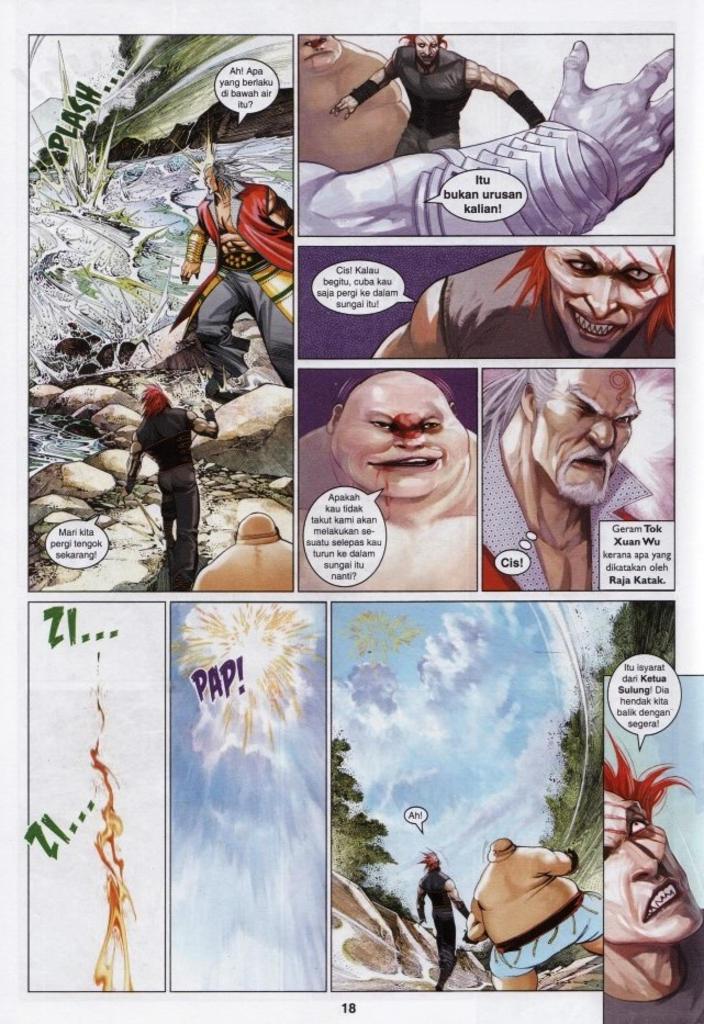 SPLASH...
Ah! Apa
yang berlaku
di bawah air
itu?
Mari kita
pergi tengok
sekarang!
Itu
bukan urusan
kalian!
Cis! Kalau
begitu, cuba kau
saja pergi ke dalam
sungai itu!
Apakah
kau tidak
takut kami akan
melakukan se-
suatu selepas kau
turun ke dalam
sungai itu
nanti?
Cis!
Geram Tok
Xuan Wu
kerana apa yang
dikatakan oleh
Raja Katak.
ZI...
ZI...
PAP!
Ah!
Itu isyarat
dari Ketua
Sulung! Dia
hendak kita
balik dengan
segera!
18